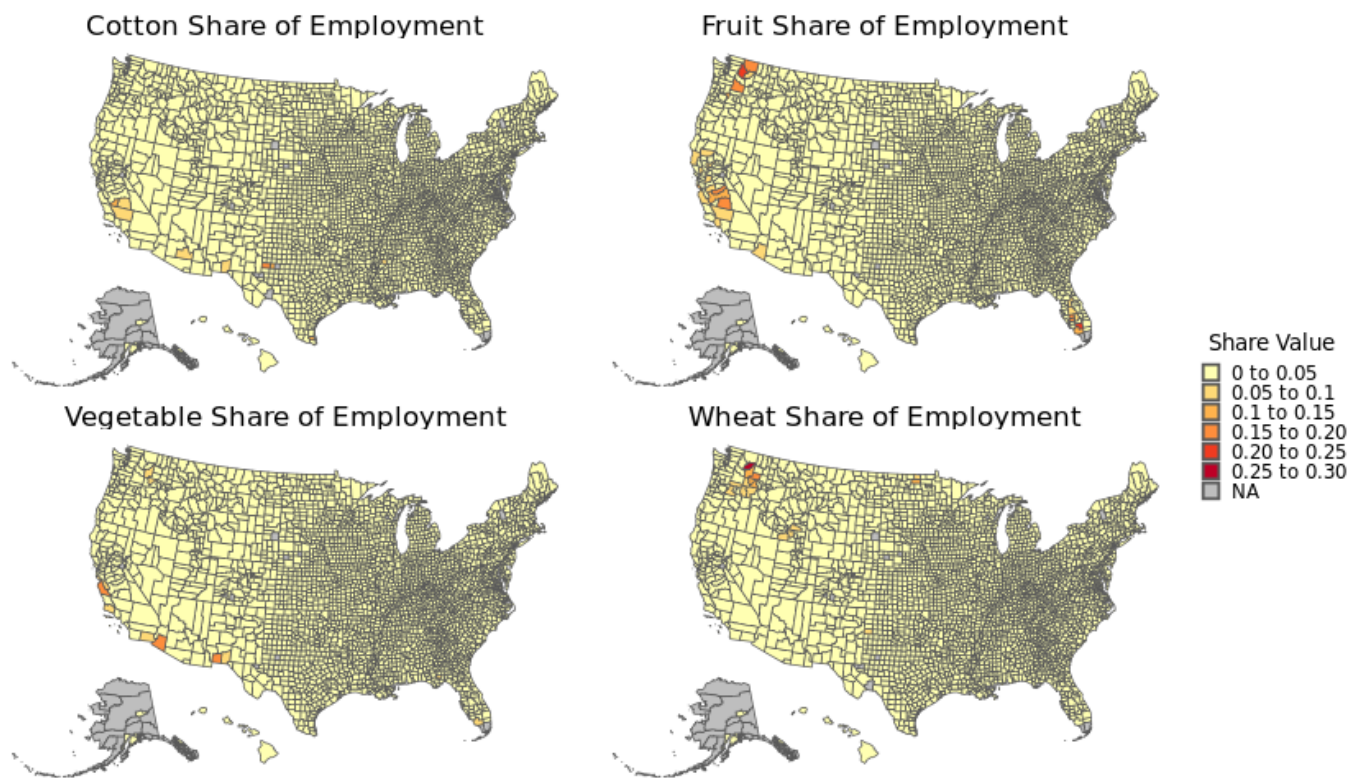 Cotton Share of Employment
Fruit Share of Employment
Share Value
0 to 0.05
0.05 to 0.1
0.1 to 0.15
0.15 to 0.20
0.20 to 0.25
0.25 to 0.30
NA
Vegetable Share of Employment
Wheat Share of Employment